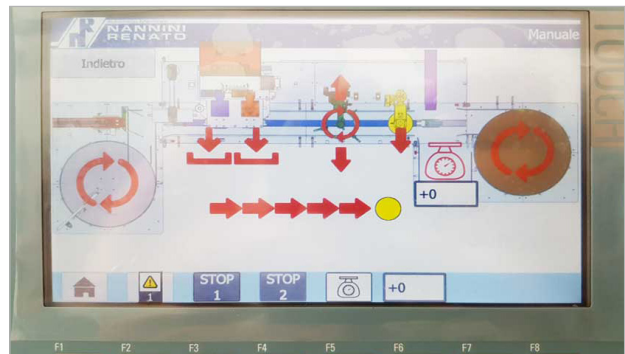 NANNINI
RENATO
Manuale
Indietro
TOUCH
+0
1
STOP
1
STOP
2
+0
F1 F2 F3 F4 F5 F6 F7 F8